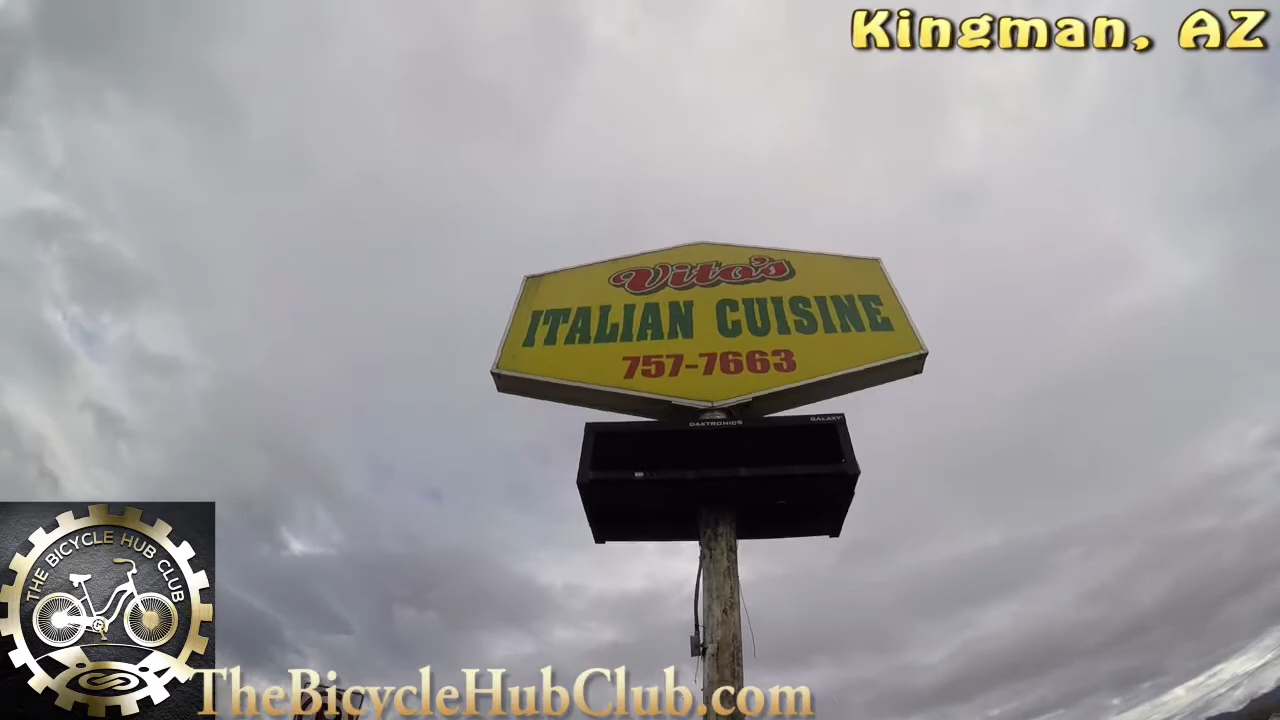 Kingman, AZ
Vito's
ITALIAN CUISINE
757-7663
DAKTRONICS
GALAXY
THE BICYCLE HUB CLUB
TheBicycleHubClub.com